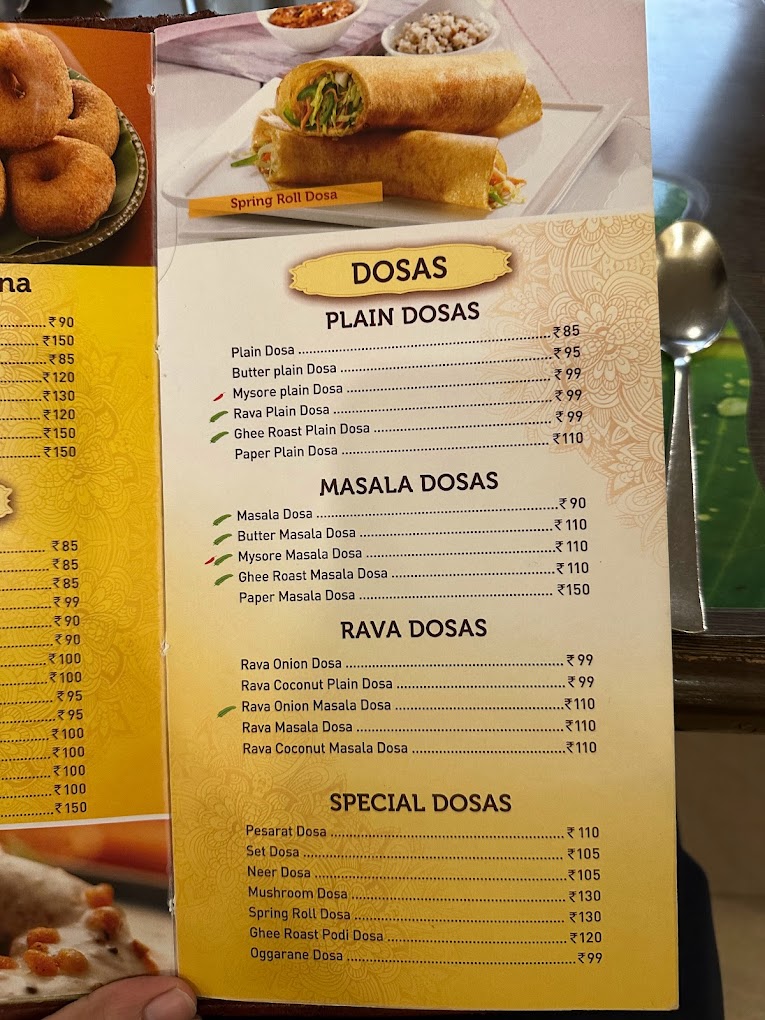 na
₹90
₹150
₹85
₹120
₹130
₹120
₹150
₹150
₹85
₹85
₹85
₹99
₹90
₹90
₹100
₹100
₹95
₹95
₹100
₹100
₹100
₹100
₹150
Spring Roll Dosa
DOSAS
PLAIN DOSAS
Plain Dosa ₹85
Butter plain Dosa ₹95
Mysore plain Dosa ₹99
Rava Plain Dosa ₹99
Ghee Roast Plain Dosa ₹99
Paper Plain Dosa ₹110
MASALA DOSAS
Masala Dosa ₹90
Butter Masala Dosa ₹110
Mysore Masala Dosa ₹110
Ghee Roast Masala Dosa ₹110
Paper Masala Dosa ₹150
RAVA DOSAS
Rava Onion Dosa ₹99
Rava Coconut Plain Dosa ₹99
Rava Onion Masala Dosa ₹110
Rava Masala Dosa ₹110
Rava Coconut Masala Dosa ₹110
SPECIAL DOSAS
Pesarat Dosa ₹110
Set Dosa ₹105
Neer Dosa ₹105
Mushroom Dosa ₹130
Spring Roll Dosa ₹130
Ghee Roast Podi Dosa ₹120
Oggarane Dosa ₹99